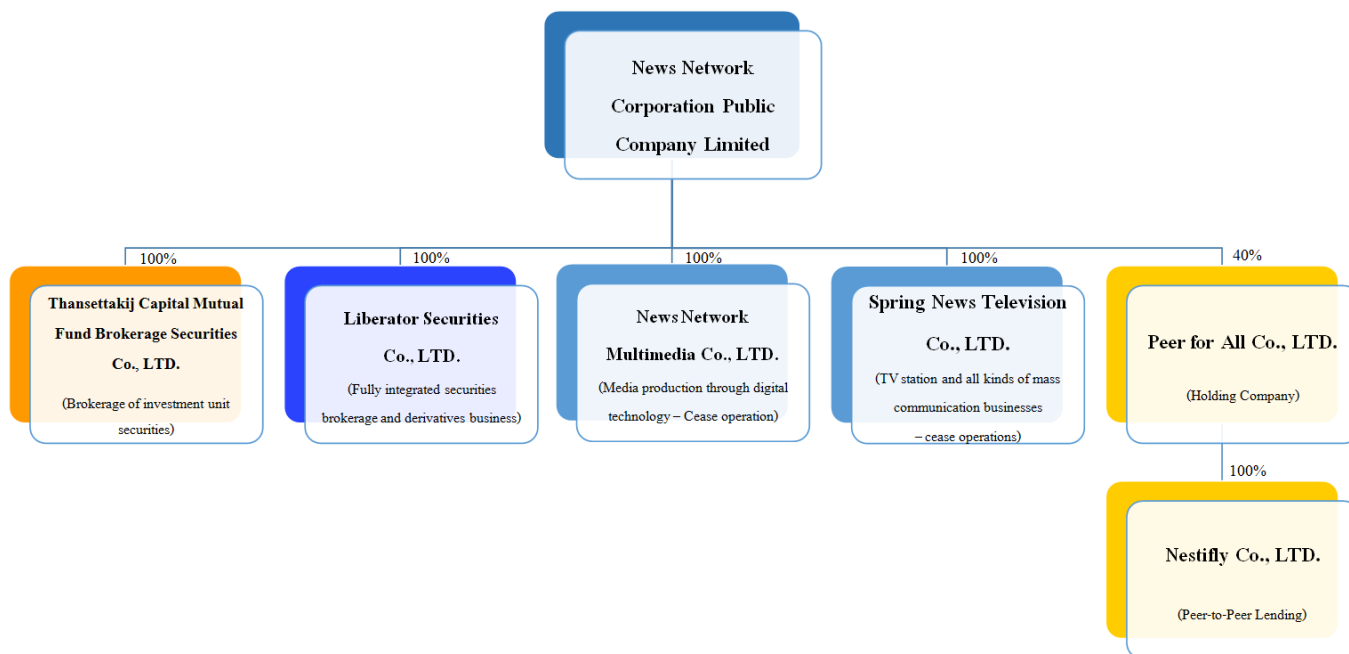 News Network
Corporation Public
Company Limited
100%
100%
100%
100%
40%
Thansettakij Capital Mutual
Fund Brokerage Securities
Co., LTD.
(Brokerage of investment unit
securities)
Liberator Securities
Co., LTD.
(Fully integrated securities
brokerage and derivatives business)
News Network
Multimedia Co., LTD.
(Media production through digital
technology – Cease operation)
Spring News Television
Co., LTD.
(TV station and all kinds of mass
communication businesses
– cease operations)
Peer for All Co., LTD.
(Holding Company)
100%
Nestifly Co., LTD.
(Peer-to-Peer Lending)